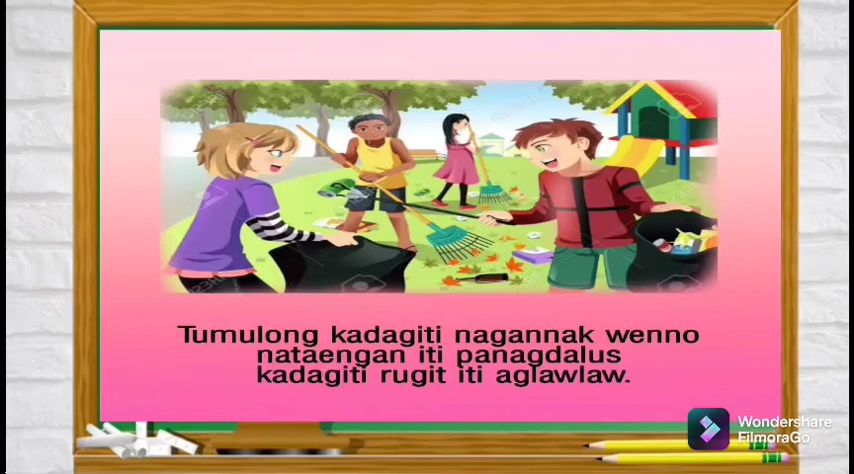 Tumulong kadagiti nagannak wenno
nataengan iti panagdalus
kadagiti rugit iti aglawlaw.
Wondershare
FilmoraGo